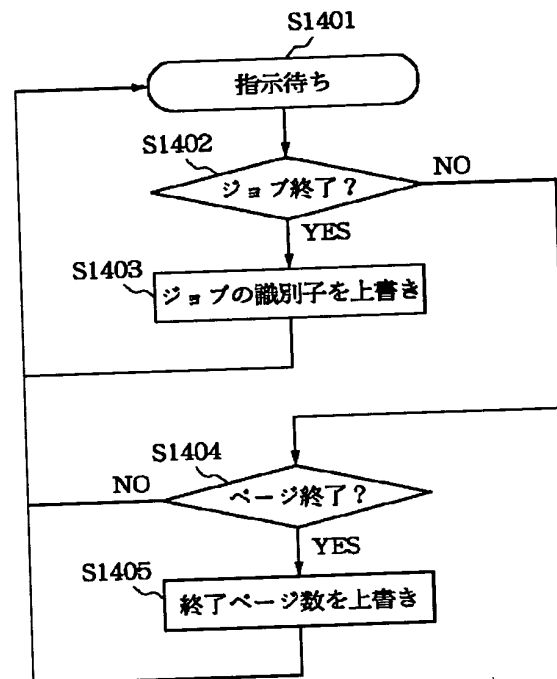 S1401
指示待ち
S1402
ジョブ終了？
NO
YES
S1403
ジョブの識別子を上書き
S1404
NO
ページ終了？
YES
S1405
終了ページ数を上書き